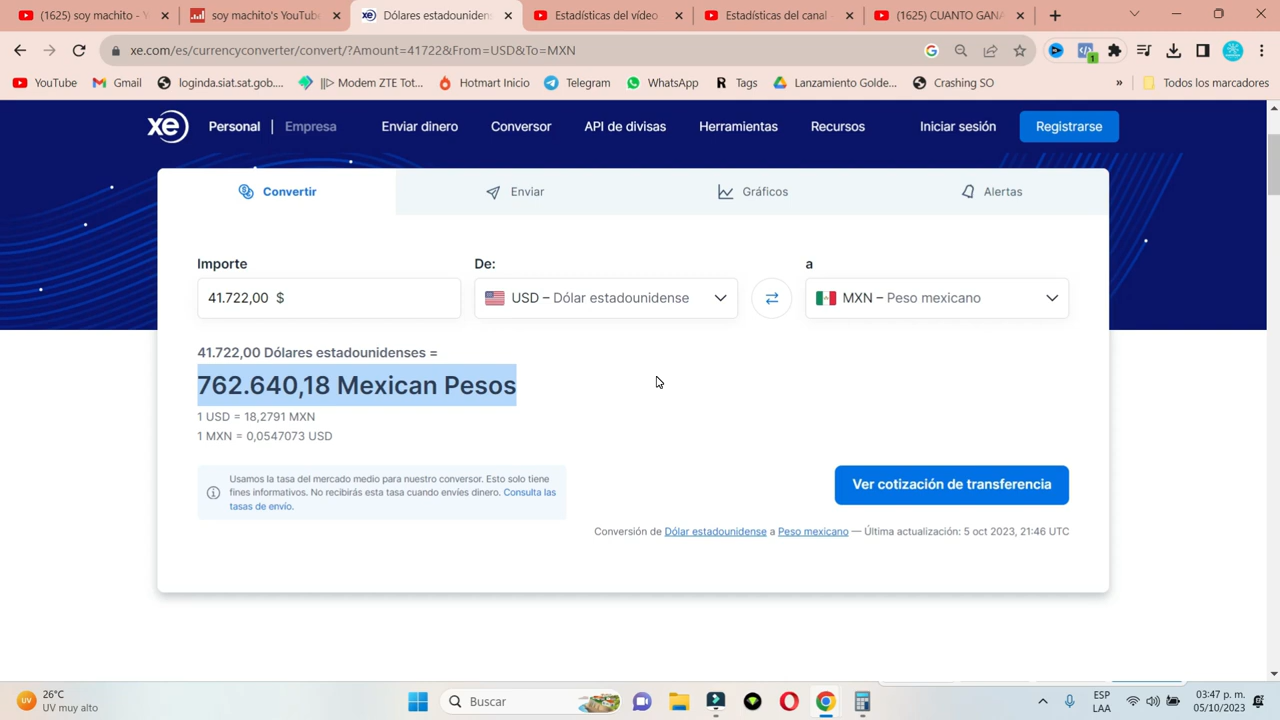 (1625) soy machito - Y
soy machito's YouTube
xe
Dólares estadounidens
Estadísticas del vídeo
Estadísticas del canal -
(1625) CUANTO GANA
xe.com/es/currencyconverter/convert/?Amount=41722&From=USD&To=MXN
YouTube
Gmail
loginda.siat.sat.gob....
||▷ Modem ZTE Tot...
Hotmart Inicio
Telegram
WhatsApp
R Tags
Lanzamiento Golde...
Crashing SO
»
Todos los marcadores
xe
Personal | Empresa
Enviar dinero
Conversor
API de divisas
Herramientas
Recursos
Iniciar sesión
Registrarse
Convertir
Enviar
Gráficos
Alertas
Importe
De:
a
41.722,00 $
USD – Dólar estadounidense
MXN – Peso mexicano
41.722,00 Dólares estadounidenses =
762.640,18 Mexican Pesos
1 USD = 18,2791 MXN
1 MXN = 0,0547073 USD
Usamos la tasa del mercado medio para nuestro conversor. Esto solo tiene
fines informativos. No recibirás esta tasa cuando envíes dinero. Consulta las
tasas de envío.
Ver cotización de transferencia
Conversión de Dólar estadounidense a Peso mexicano — Última actualización: 5 oct 2023, 21:46 UTC
UV
26°C
UV muy alto
Buscar
ESP
LAA
03:47 p. m.
05/10/2023